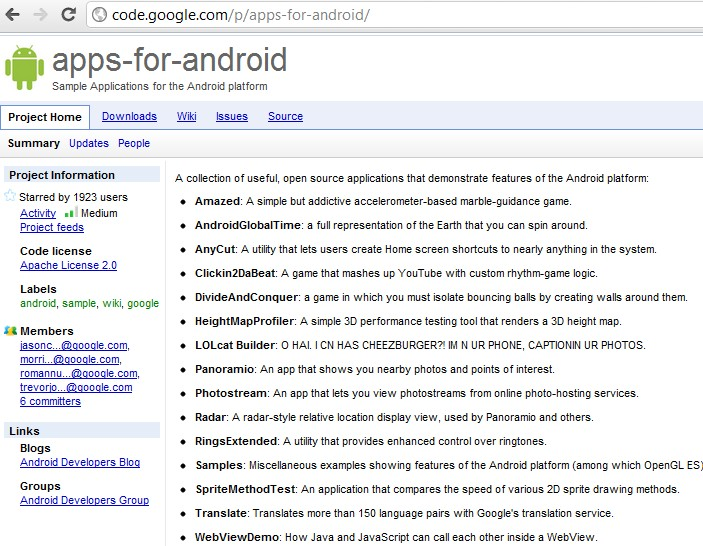 code.google.com/p/apps-for-android/
apps-for-android
Sample Applications for the Android platform
Project Home Downloads Wiki Issues Source
Summary Updates People
Project Information
Starred by 1923 users
Activity Medium
Project feeds
Code license
Apache License 2.0
Labels
android, sample, wiki, google
Members
jasonc...@google.com,
morri...@google.com,
romannu...@google.com,
trevorjo...@google.com
6 committers
Links
Blogs
Android Developers Blog
Groups
Android Developers Group
A collection of useful, open source applications that demonstrate features of the Android platform:
Amazed: A simple but addictive accelerometer-based marble-guidance game.
AndroidGlobalTime: a full representation of the Earth that you can spin around.
AnyCut: A utility that lets users create Home screen shortcuts to nearly anything in the system.
Clickin2DaBeat: A game that mashes up YouTube with custom rhythm-game logic.
DivideAndConquer: a game in which you must isolate bouncing balls by creating walls around them.
HeightMapProfiler: A simple 3D performance testing tool that renders a 3D height map.
LOLcat Builder: O HAI. I CN HAS CHEEZBURGER?! IM N UR PHONE, CAPTIONIN UR PHOTOS.
Panoramio: An app that shows you nearby photos and points of interest.
Photostream: An app that lets you view photostreams from online photo-hosting services.
Radar: A radar-style relative location display view, used by Panoramio and others.
RingsExtended: A utility that provides enhanced control over ringtones.
Samples: Miscellaneous examples showing features of the Android platform (among which OpenGL ES)
SpriteMethodTest: An application that compares the speed of various 2D sprite drawing methods.
Translate: Translates more than 150 language pairs with Google's translation service.
WebViewDemo: How Java and JavaScript can call each other inside a WebView.